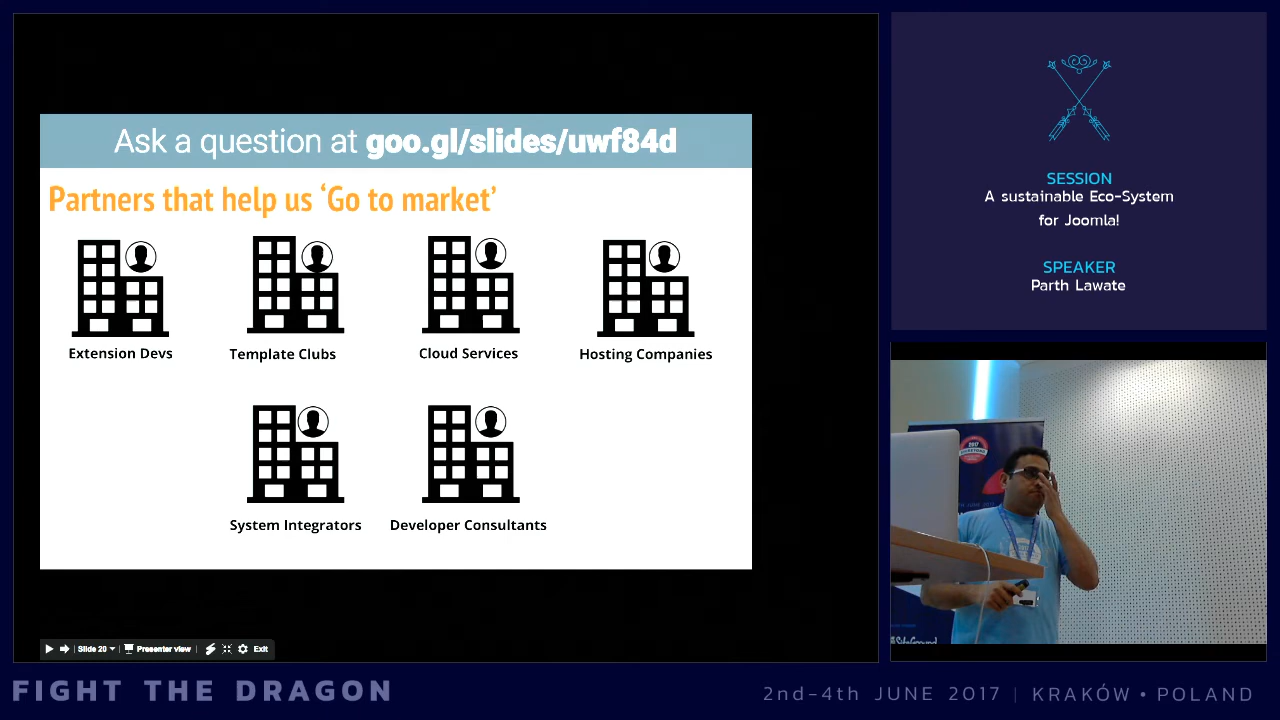 Ask a question at goo.gl/slides/uwf84d
Partners that help us ‘Go to market’
Extension Devs
Template Clubs
Cloud Services
Hosting Companies
System Integrators
Developer Consultants
Slide 20
Presenter view
Exit
SESSION
A sustainable Eco-System
for Joomla!
SPEAKER
Parth Lawate
2017
SiteGround
FIGHT THE DRAGON
2nd-4th JUNE 2017 | KRAKÓW • POLAND